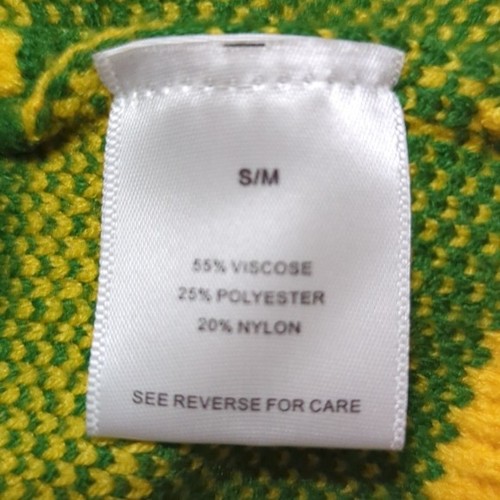 S/M
55% VISCOSE
25% POLYESTER
20% NYLON
SEE REVERSE FOR CARE